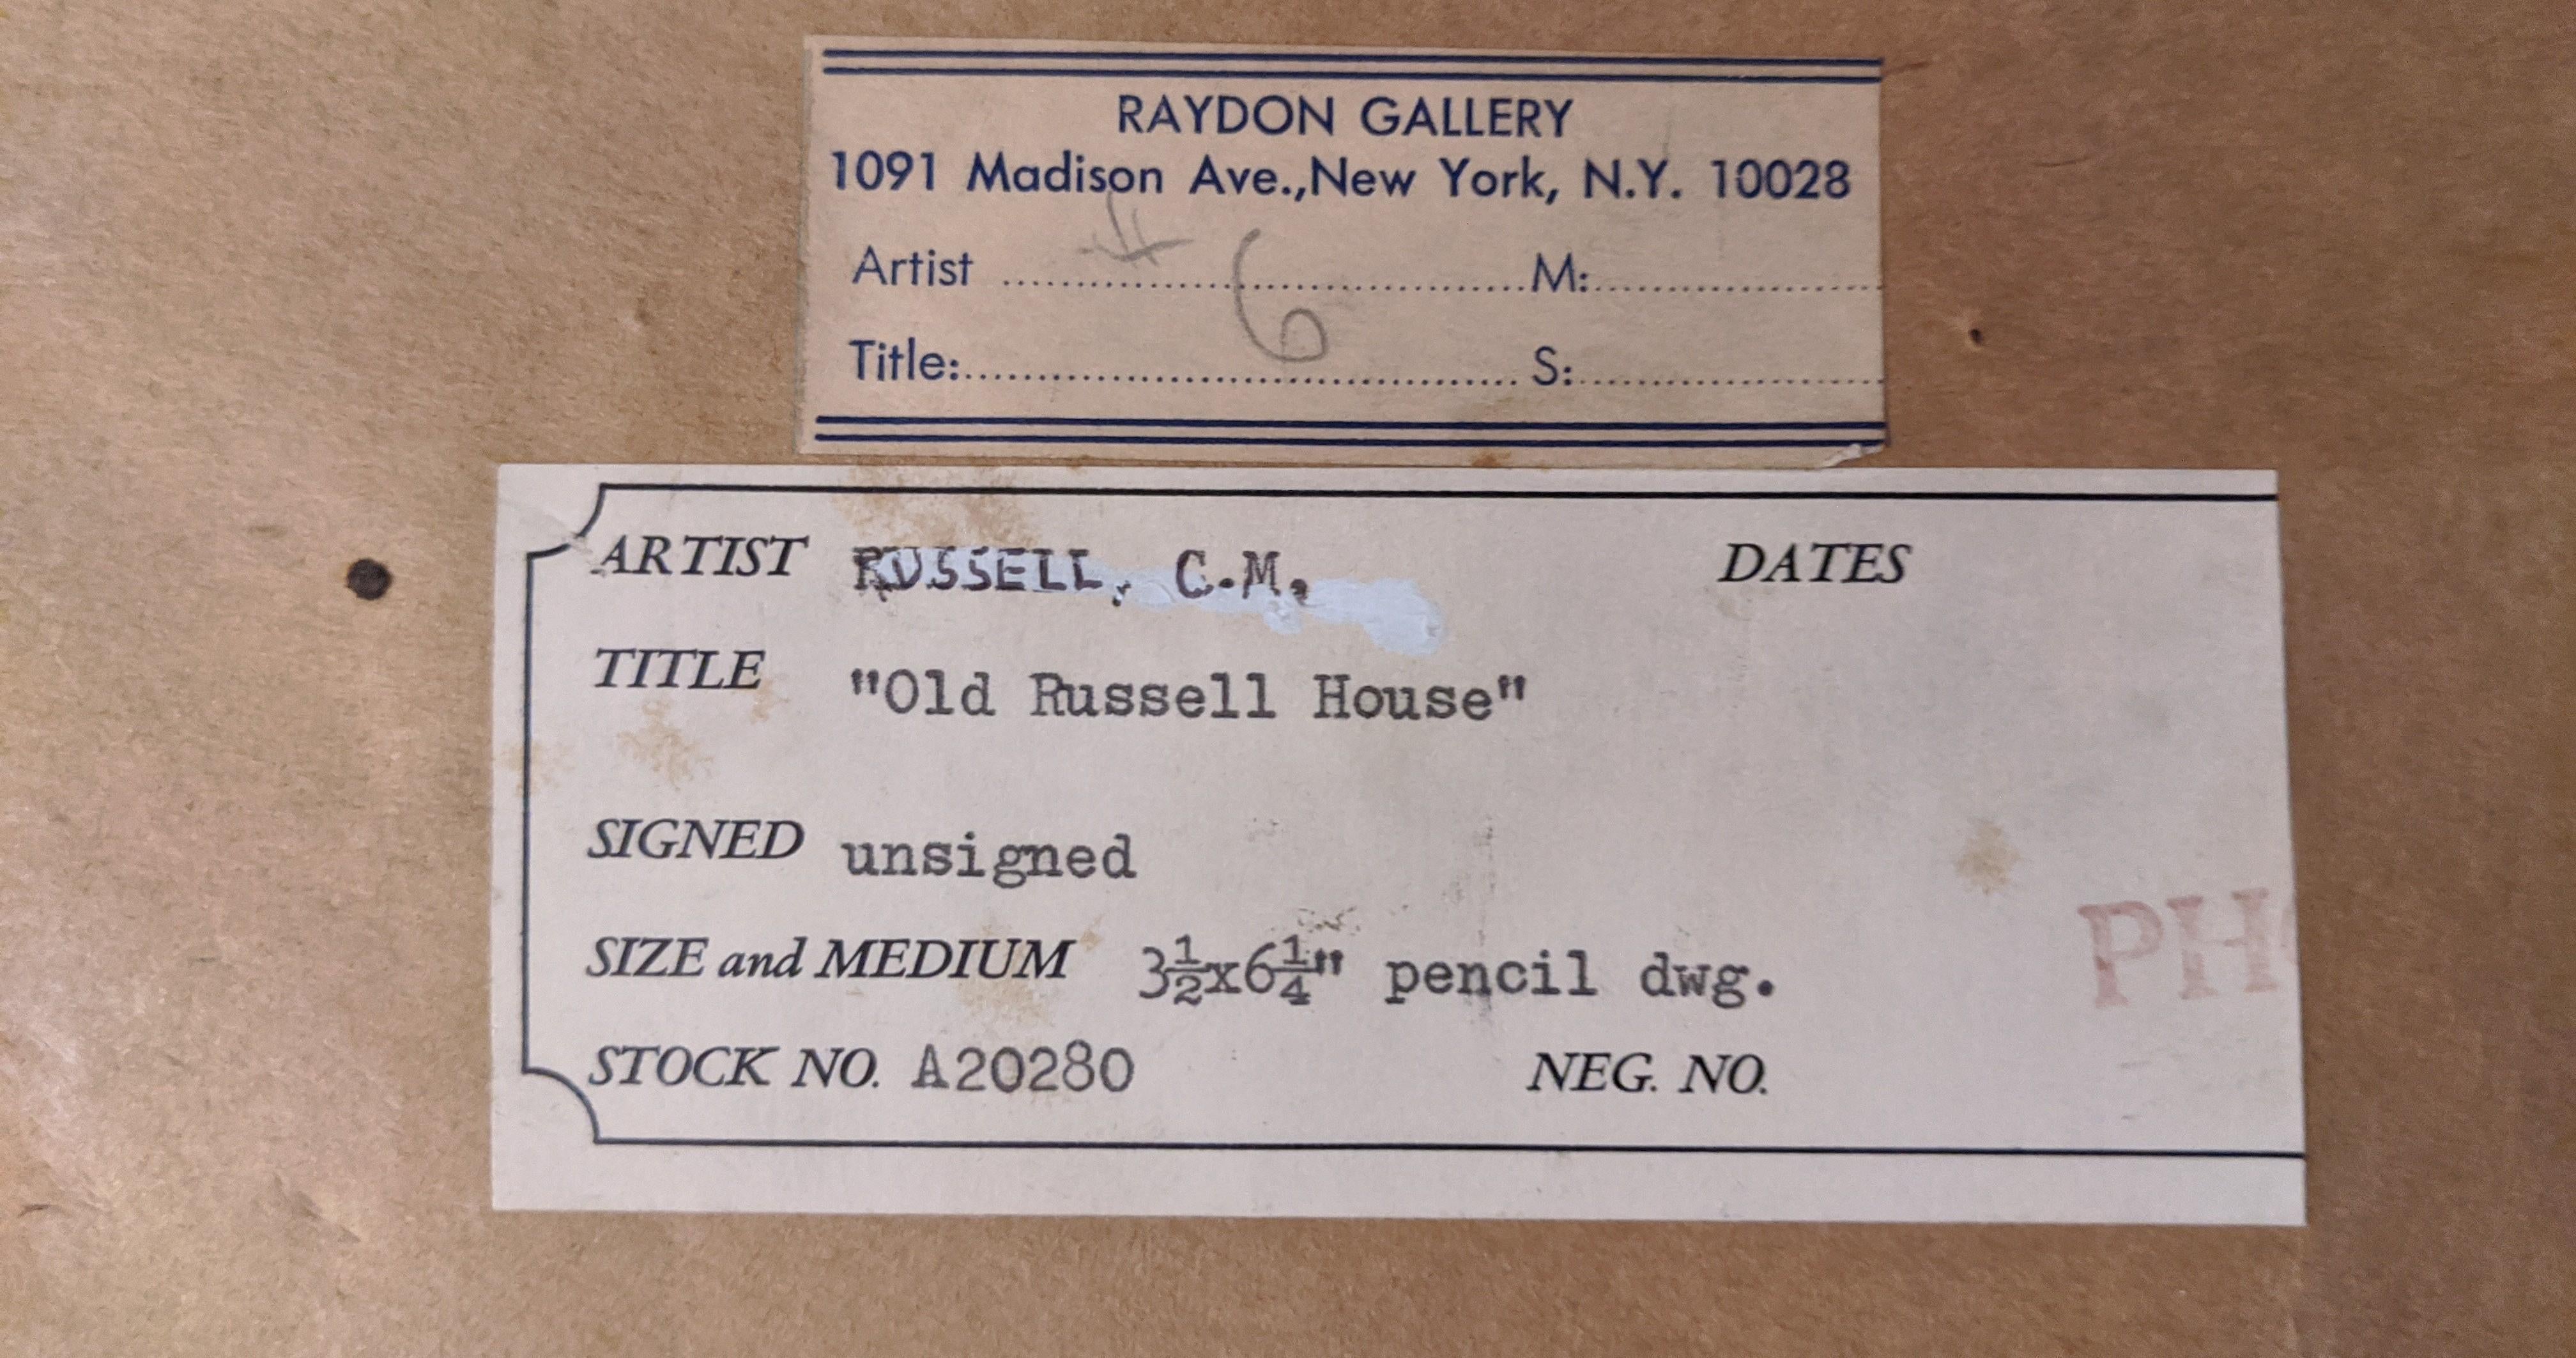 RAYDON GALLERY
1091 Madison Ave., New York, N.Y. 10028
# 6
Artist ........................................ M: ....................
Title: ........................................ S: ....................
ARTIST RUSSELL, C.M. DATES
TITLE "Old Russell House"
SIGNED unsigned
SIZE and MEDIUM 3½x6¼" pencil dwg.
PH
STOCK NO. A20280 NEG. NO.